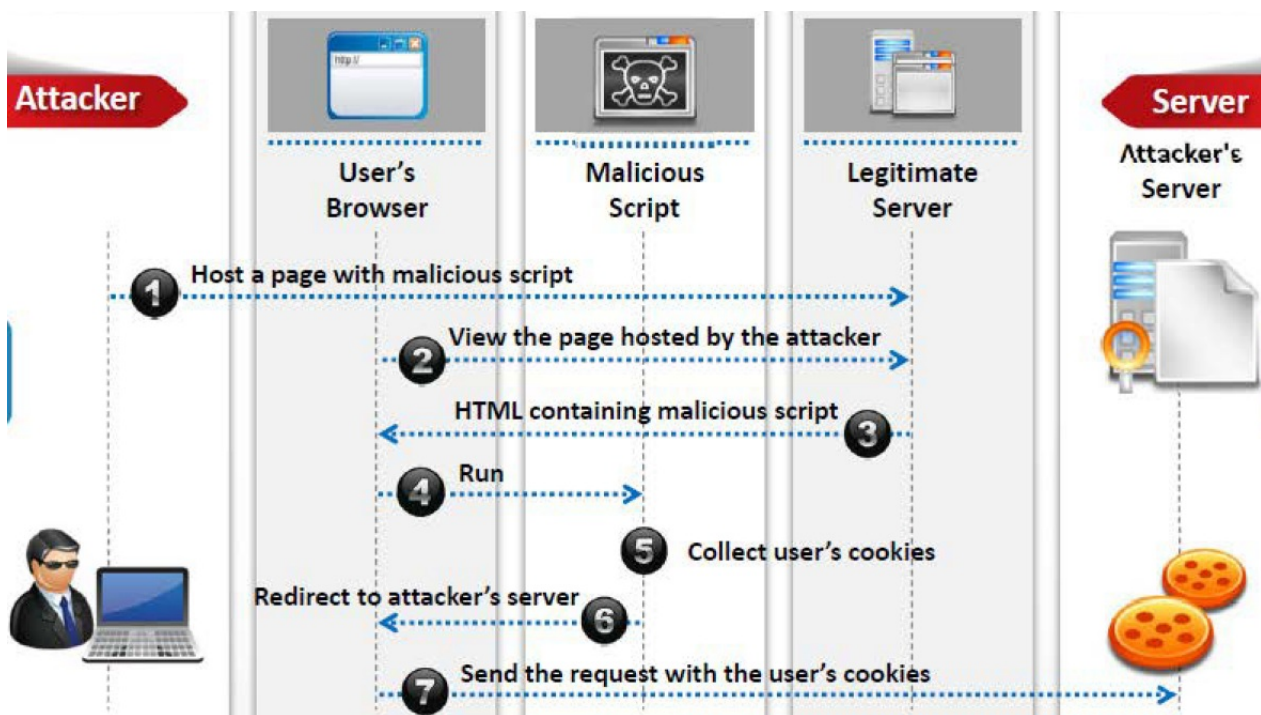 http://
Attacker
Server
User's
Browser
Malicious
Script
Legitimate
Server
Attacker's
Server
1 Host a page with malicious script
2 View the page hosted by the attacker
HTML containing malicious script 3
4 Run
5 Collect user's cookies
Redirect to attacker's server 6
7 Send the request with the user's cookies